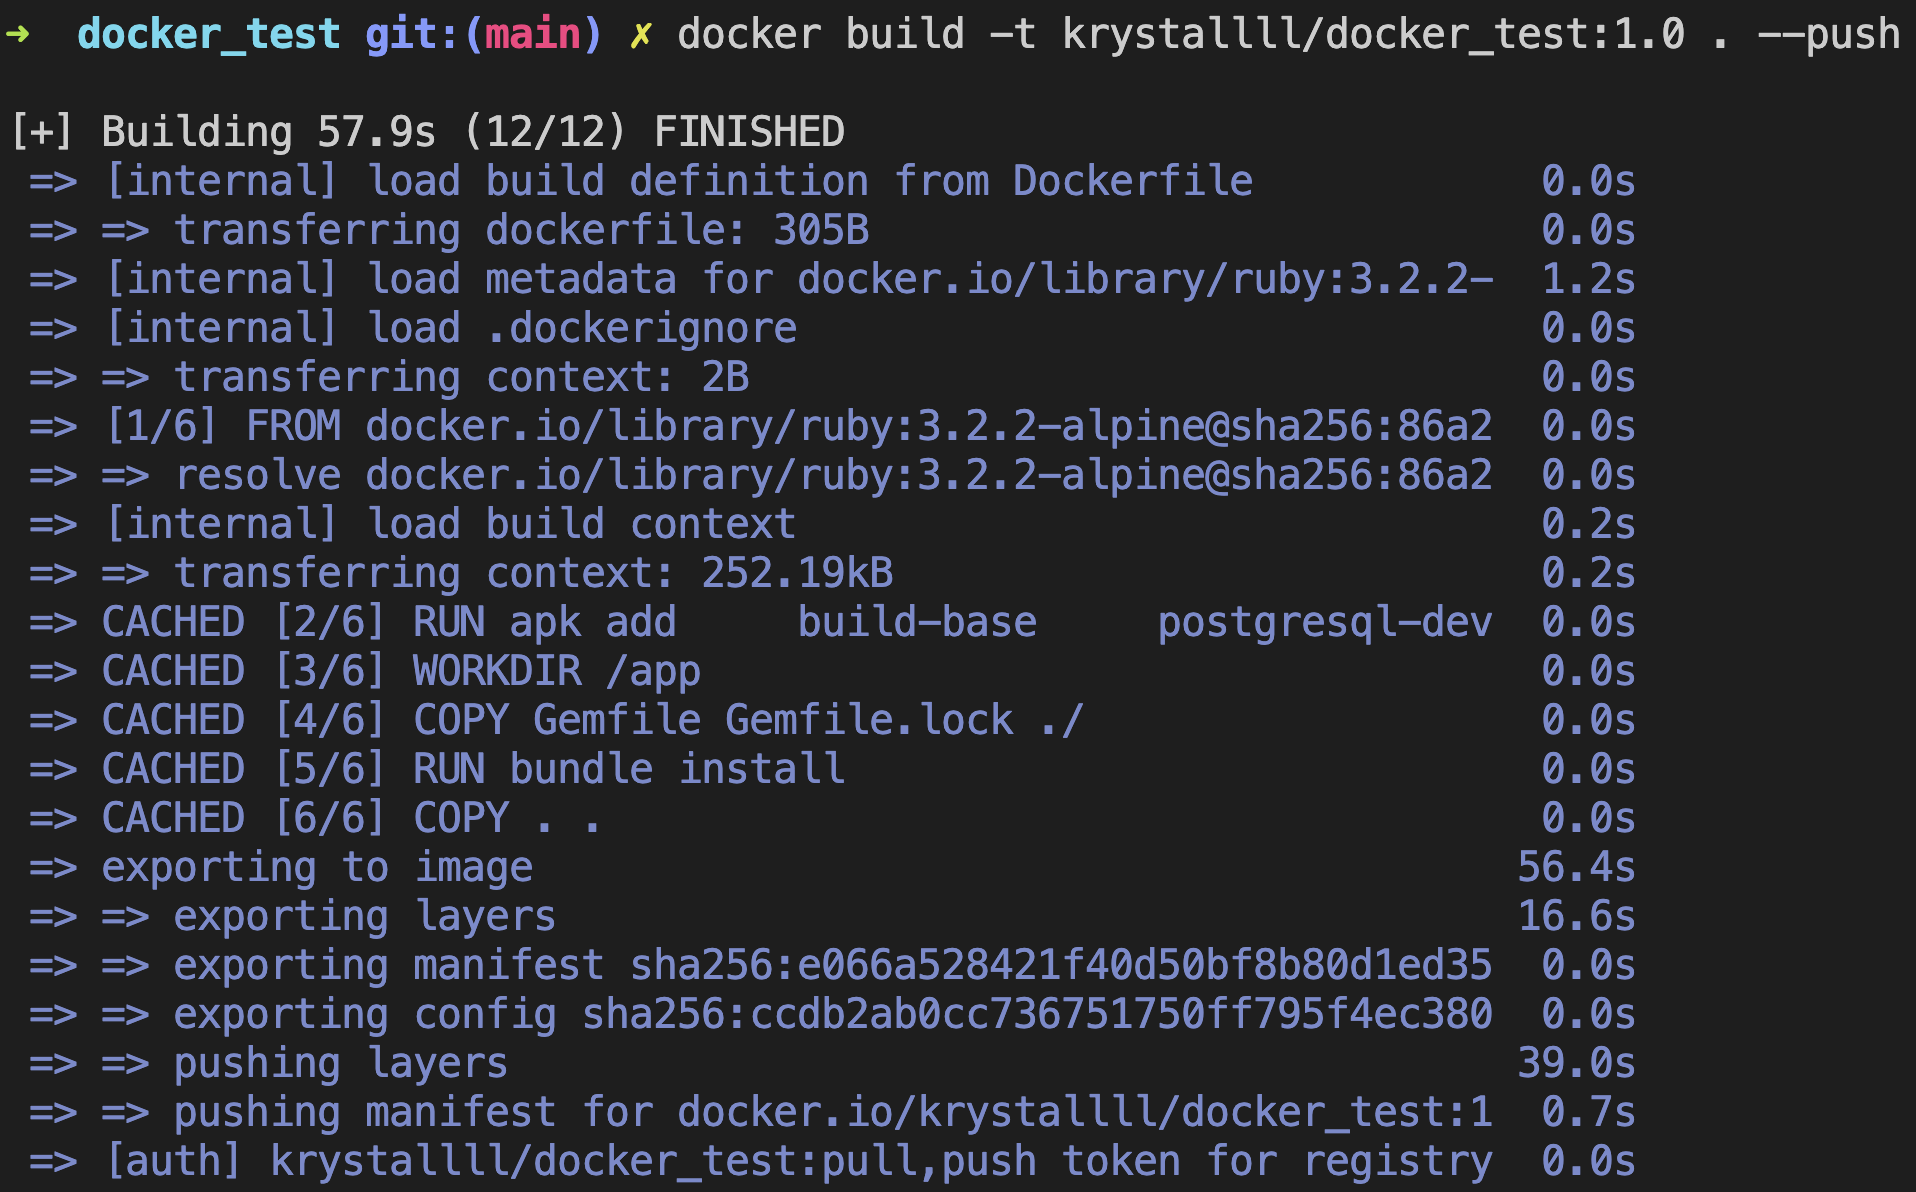 ➜  docker_test git:(main) ✗ docker build -t krystallll/docker_test:1.0 . --push
[+] Building 57.9s (12/12) FINISHED
=> [internal] load build definition from Dockerfile 0.0s
=> => transferring dockerfile: 305B 0.0s
=> [internal] load metadata for docker.io/library/ruby:3.2.2- 1.2s
=> [internal] load .dockerignore 0.0s
=> => transferring context: 2B 0.0s
=> [1/6] FROM docker.io/library/ruby:3.2.2-alpine@sha256:86a2 0.0s
=> => resolve docker.io/library/ruby:3.2.2-alpine@sha256:86a2 0.0s
=> [internal] load build context 0.2s
=> => transferring context: 252.19kB 0.2s
=> CACHED [2/6] RUN apk add     build-base     postgresql-dev 0.0s
=> CACHED [3/6] WORKDIR /app 0.0s
=> CACHED [4/6] COPY Gemfile Gemfile.lock ./ 0.0s
=> CACHED [5/6] RUN bundle install 0.0s
=> CACHED [6/6] COPY . . 0.0s
=> exporting to image 56.4s
=> => exporting layers 16.6s
=> => exporting manifest sha256:e066a528421f40d50bf8b80d1ed35 0.0s
=> => exporting config sha256:ccdb2ab0cc736751750ff795f4ec380 0.0s
=> => pushing layers 39.0s
=> => pushing manifest for docker.io/krystallll/docker_test:1 0.7s
=> [auth] krystallll/docker_test:pull,push token for registry 0.0s